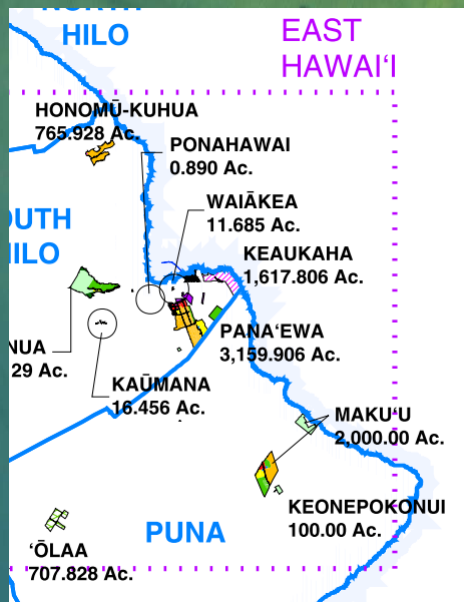 HILO
EAST
HAWAI‘I
HONOMŪ-KUHUA
765.928 Ac.
PONAHAWAI
0.890 Ac.
WAIĀKEA
11.685 Ac.
KEAUKAHA
1,617.806 Ac.
PANA‘EWA
3,159.906 Ac.
KAŪMANA
16.456 Ac.
MAKU‘U
2,000.00 Ac.
KEONEPOKONUI
100.00 Ac.
PUNA
‘ŌLAA
707.828 Ac.